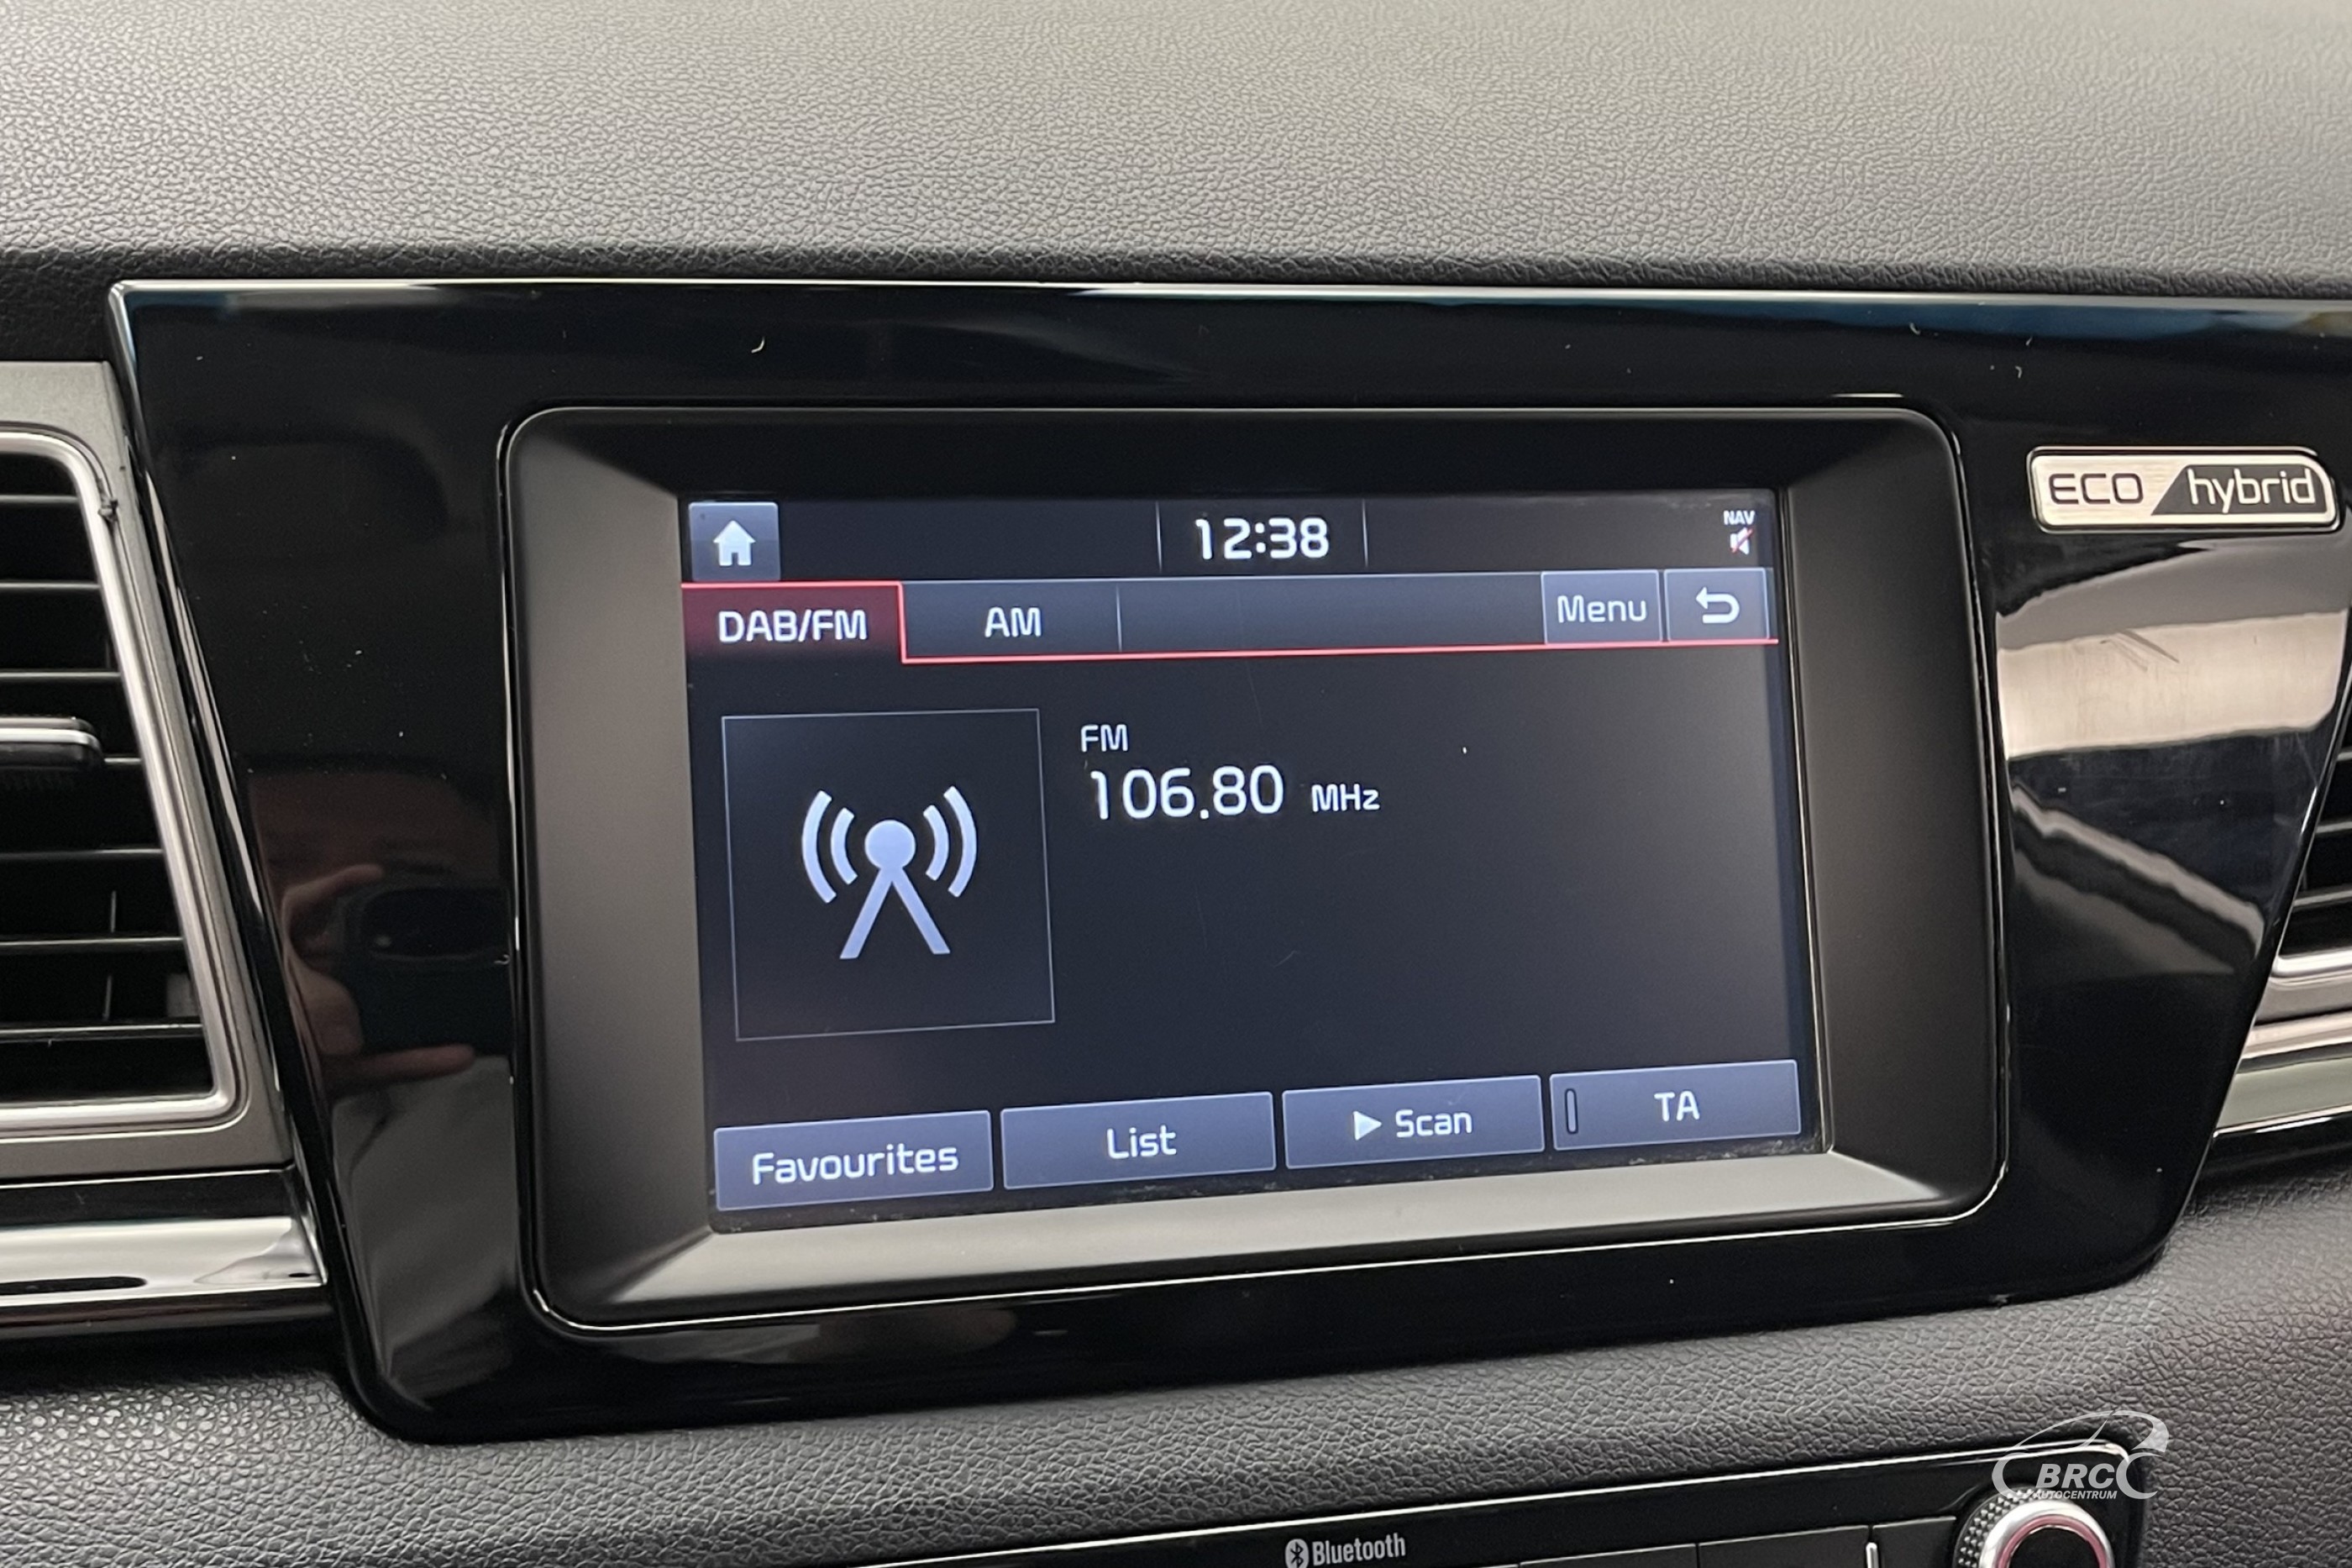 12:38
NAV
DAB/FM
AM
Menu
FM
106.80 MHz
Favourites
List
Scan
TA
ECO hybrid
Bluetooth
BRC
AUTOCENTRUM